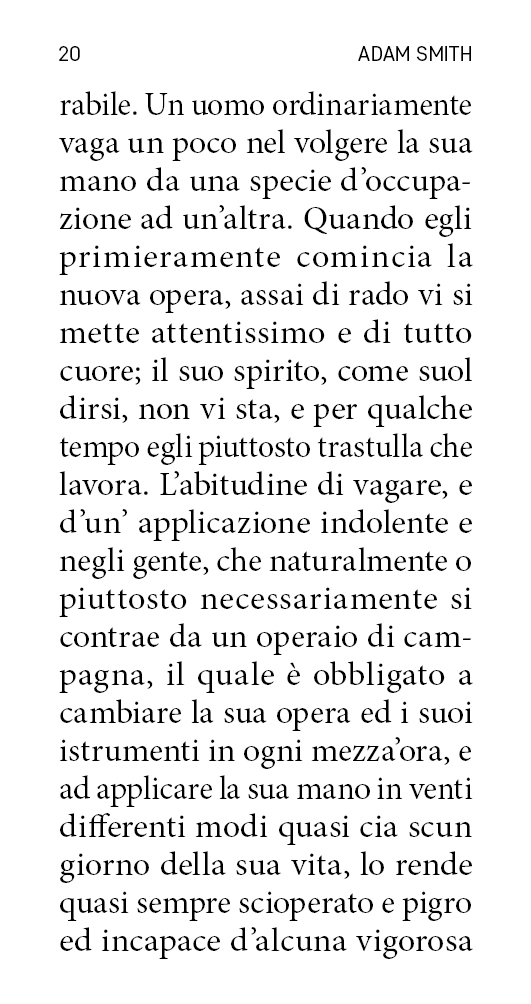 20 ADAM SMITH
rabile. Un uomo ordinariamente
vaga un poco nel volgere la sua
mano da una specie d’occupa-
zione ad un’altra. Quando egli
primieramente comincia la
nuova opera, assai di rado vi si
mette attentissimo e di tutto
cuore; il suo spirito, come suol
dirsi, non vi sta, e per qualche
tempo egli piuttosto trastulla che
lavora. L’abitudine di vagare, e
d’un’ applicazione indolente e
negli gente, che naturalmente o
piuttosto necessariamente si
contrae da un operaio di cam-
pagna, il quale è obbligato a
cambiare la sua opera ed i suoi
istrumenti in ogni mezza’ora, e
ad applicare la sua mano in venti
differenti modi quasi cia scun
giorno della sua vita, lo rende
quasi sempre scioperato e pigro
ed incapace d’alcuna vigorosa